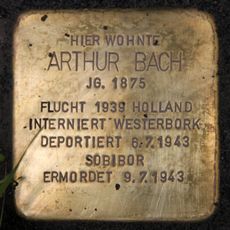 HIER WOHNTE
ARTHUR BACH
JG. 1875
FLUCHT 1939 HOLLAND
INTERNIERT WESTERBORK
DEPORTIERT 6.7.1943
SOBIBOR
ERMORDET 9.7.1943